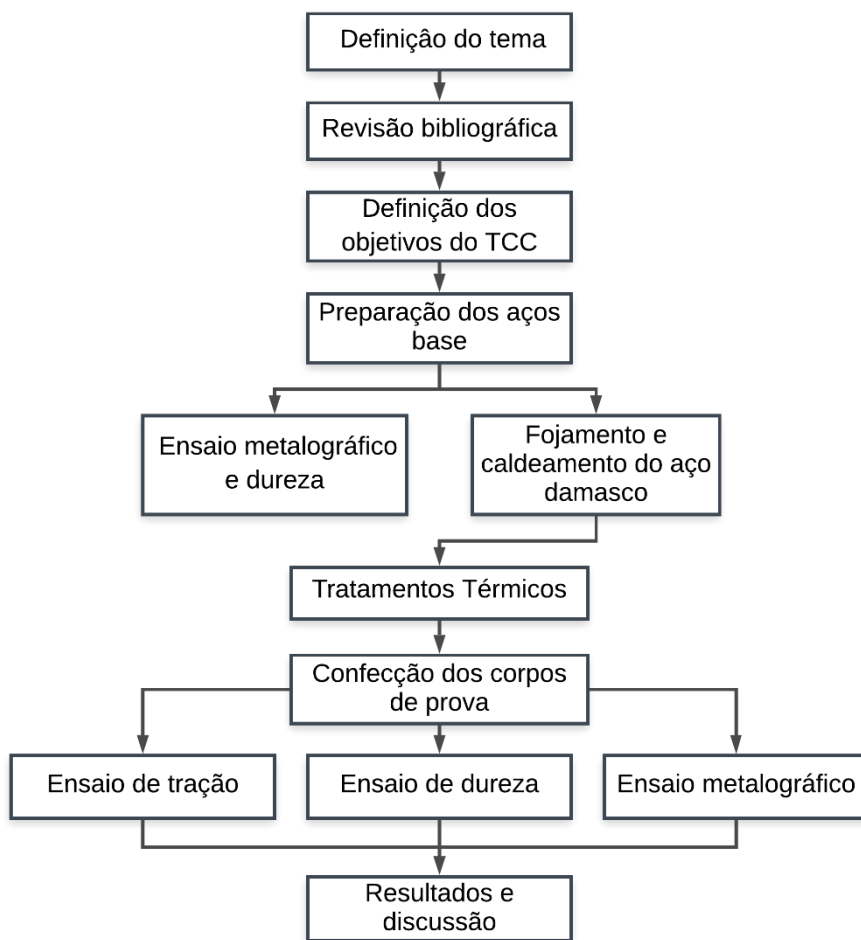 Definiçâo do tema
Revisão bibliográfica
Definição dos
objetivos do TCC
Preparação dos aços
base
Ensaio metalográfico
e dureza
Fojamento e
caldeamento do aço
damasco
Tratamentos Térmicos
Confecção dos corpos
de prova
Ensaio de tração
Ensaio de dureza
Ensaio metalográfico
Resultados e
discussão